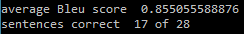 average Bleu score  0.855055588876
sentences correct  17 of 28